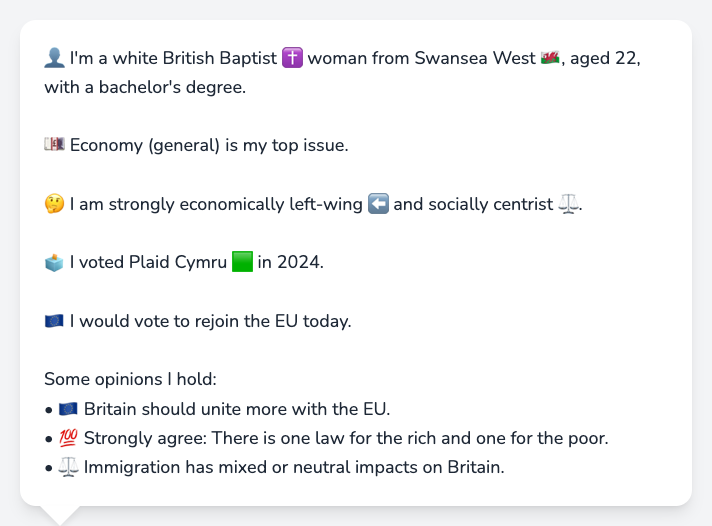 👤 I'm a white British Baptist ✝️ woman from Swansea West 🏴󠁧󠁢󠁷󠁬󠁳󠁿, aged 22,
with a bachelor's degree.
💷 Economy (general) is my top issue.
🤔 I am strongly economically left-wing ⬅️ and socially centrist ⚖️.
🗳️ I voted Plaid Cymru 🟩 in 2024.
🇪🇺 I would vote to rejoin the EU today.
Some opinions I hold:
• 🇪🇺 Britain should unite more with the EU.
• 💯 Strongly agree: There is one law for the rich and one for the poor.
• ⚖️ Immigration has mixed or neutral impacts on Britain.